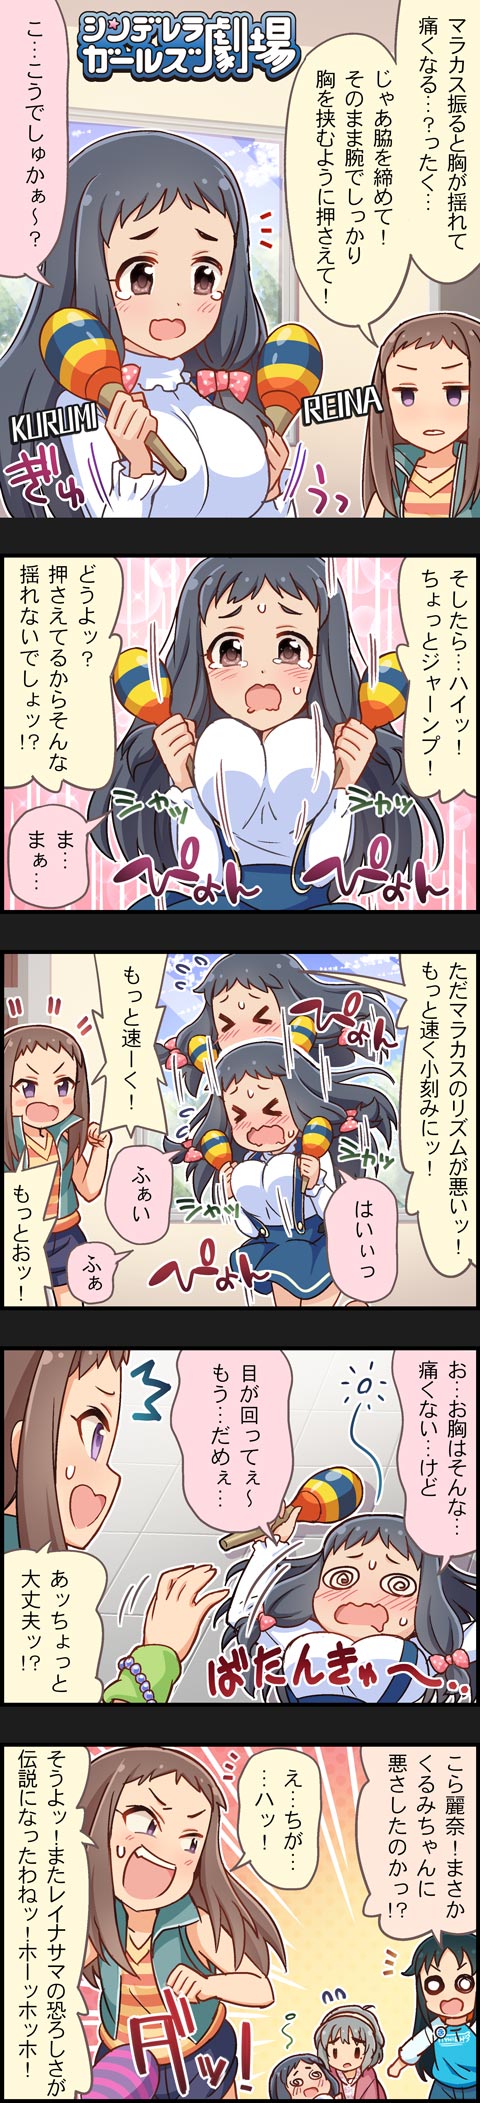 シンデレラ
ガールズ劇場
マラカス振ると胸が揺れて
痛くなる…？ったく…
じゃあ脇を締めて！
そのまま腕でしっかり
胸を挟むように押さえて！
こ…こうでしゅかぁ～？
KURUMI
REINA
ぎゅ
うっ
そしたら…ハイッ！
ちょっとジャーンプ！
どうよッ？
押さえてるからそんな
揺れないでしょッ！？
ま…
まぁ…
シャカッ
シャカッ
ぴょん
ぴょん
ただマラカスのリズムが悪いッ！
もっと速く小刻みにッ！
ぴょん
シャカッ
シャカッ
はいぃっ
ぴょん
もっと速ーく！
ふぁい
ふぁ
もっとおッ！
お…お胸はそんな…
痛くない…けど
目が回ってぇ～
もう…だめぇ…
ばたんきゅ～…
アッちょっと
大丈夫ッ！？
こら麗奈！まさか
くるみちゃんに
悪さしたのかっ！？
え…ちが…
…ハッ！
そうよッ！またレイナサマの恐ろしさが
伝説になったわねッ！ホーッホッホ！
ダッ！